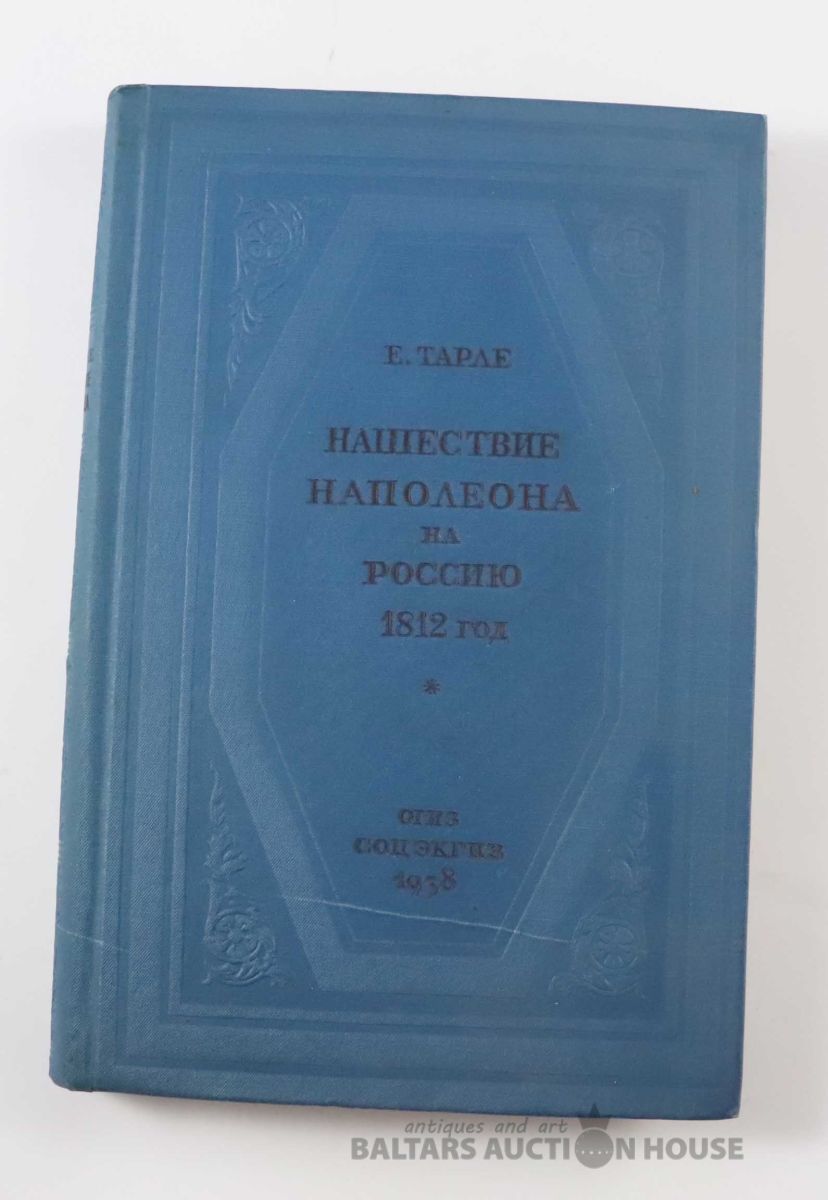 Е. ТАРЛЕ
НАШЕСТВИЕ
НАПОЛЕОНА
НА
РОССИЮ
1812 год
*
ОГИЗ
СОЦЭКГИЗ
1938
antiques and art
BALTARS AUCTION HOUSE